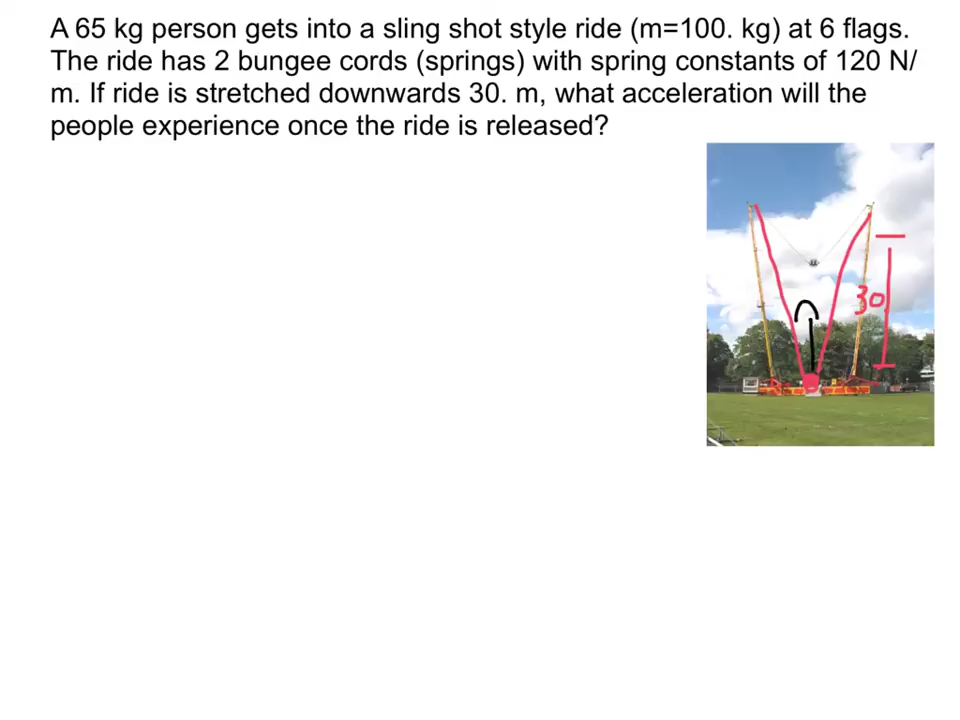 A 65 kg person gets into a sling shot style ride (m=100. kg) at 6 flags.
The ride has 2 bungee cords (springs) with spring constants of 120 N/
m. If ride is stretched downwards 30. m, what acceleration will the
people experience once the ride is released?
30